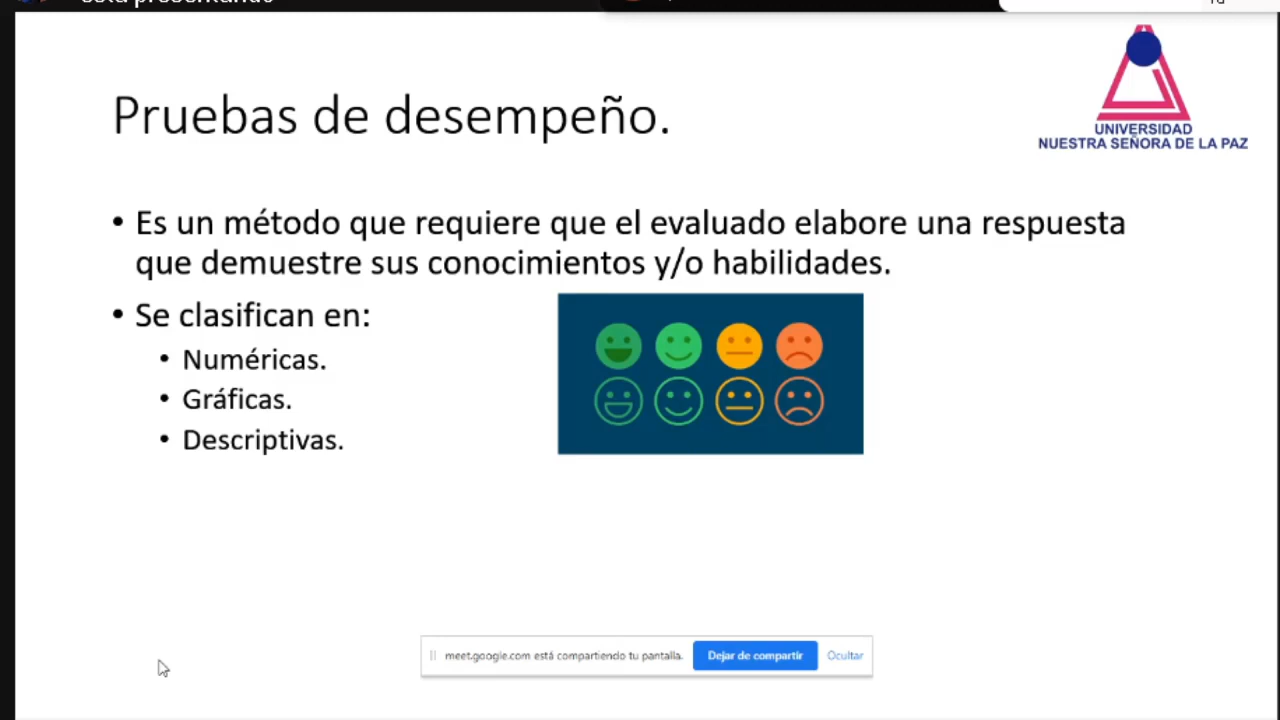 está presentando
UNIVERSIDAD
NUESTRA SEÑORA DE LA PAZ
Pruebas de desempeño.
• Es un método que requiere que el evaluado elabore una respuesta
que demuestre sus conocimientos y/o habilidades.
• Se clasifican en:
• Numéricas.
• Gráficas.
• Descriptivas.
meet.google.com está compartiendo tu pantalla. Dejar de compartir Ocultar